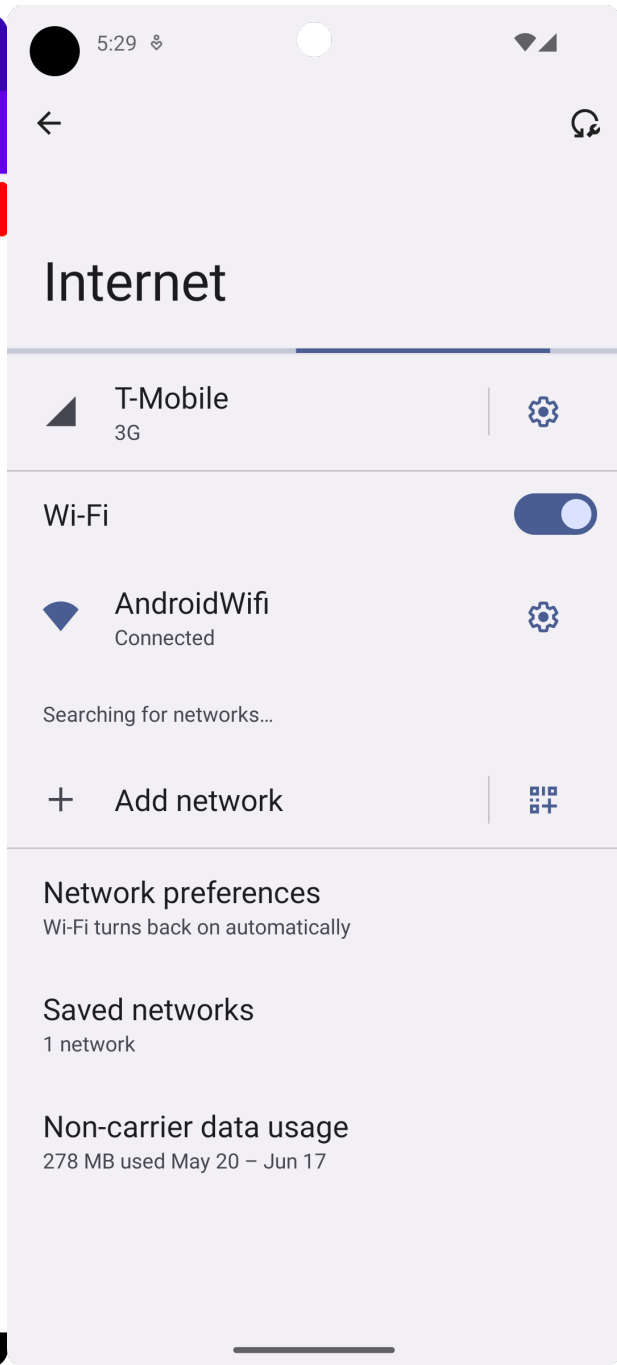 5:29
Internet
T-Mobile
3G
Wi-Fi
AndroidWifi
Connected
Searching for networks…
Add network
Network preferences
Wi-Fi turns back on automatically
Saved networks
1 network
Non-carrier data usage
278 MB used May 20 – Jun 17